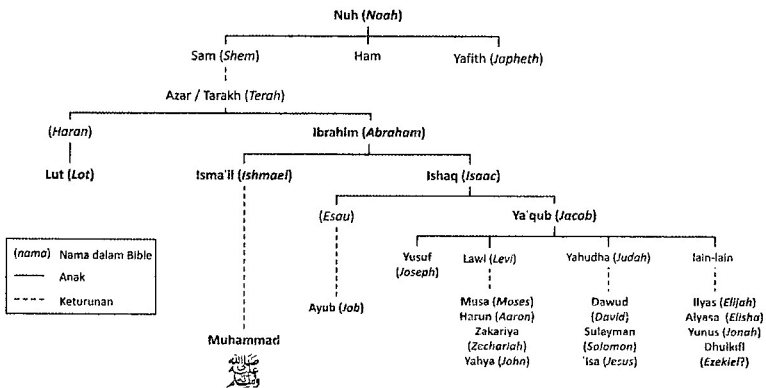 Nuh (Noah)
Sam (Shem) Ham Yafith (Japheth)
Azar / Tarakh (Terah)
(Haran) Ibrahim (Abraham)
Lut (Lot) Isma'il (Ishmael) Ishaq (Isaac)
(Esau) Ya'qub (Jacob)
(nama) Nama dalam Bible
Anak
Keturunan
Yusuf
(Joseph)
Lawi (Levi)
Yahudha (Judah)
lain-lain
Ayub (Job)
Musa (Moses)
Harun (Aaron)
Zakariya
(Zechariah)
Yahya (John)
Dawud
(David)
Suleyman
(Solomon)
'Isa (Jesus)
Ilyas (Elijah)
Alyasa (Elisha)
Yunus (Jonah)
Dhulkifl
(Ezekiel?)
Muhammad
صلى الله عليه وسلم